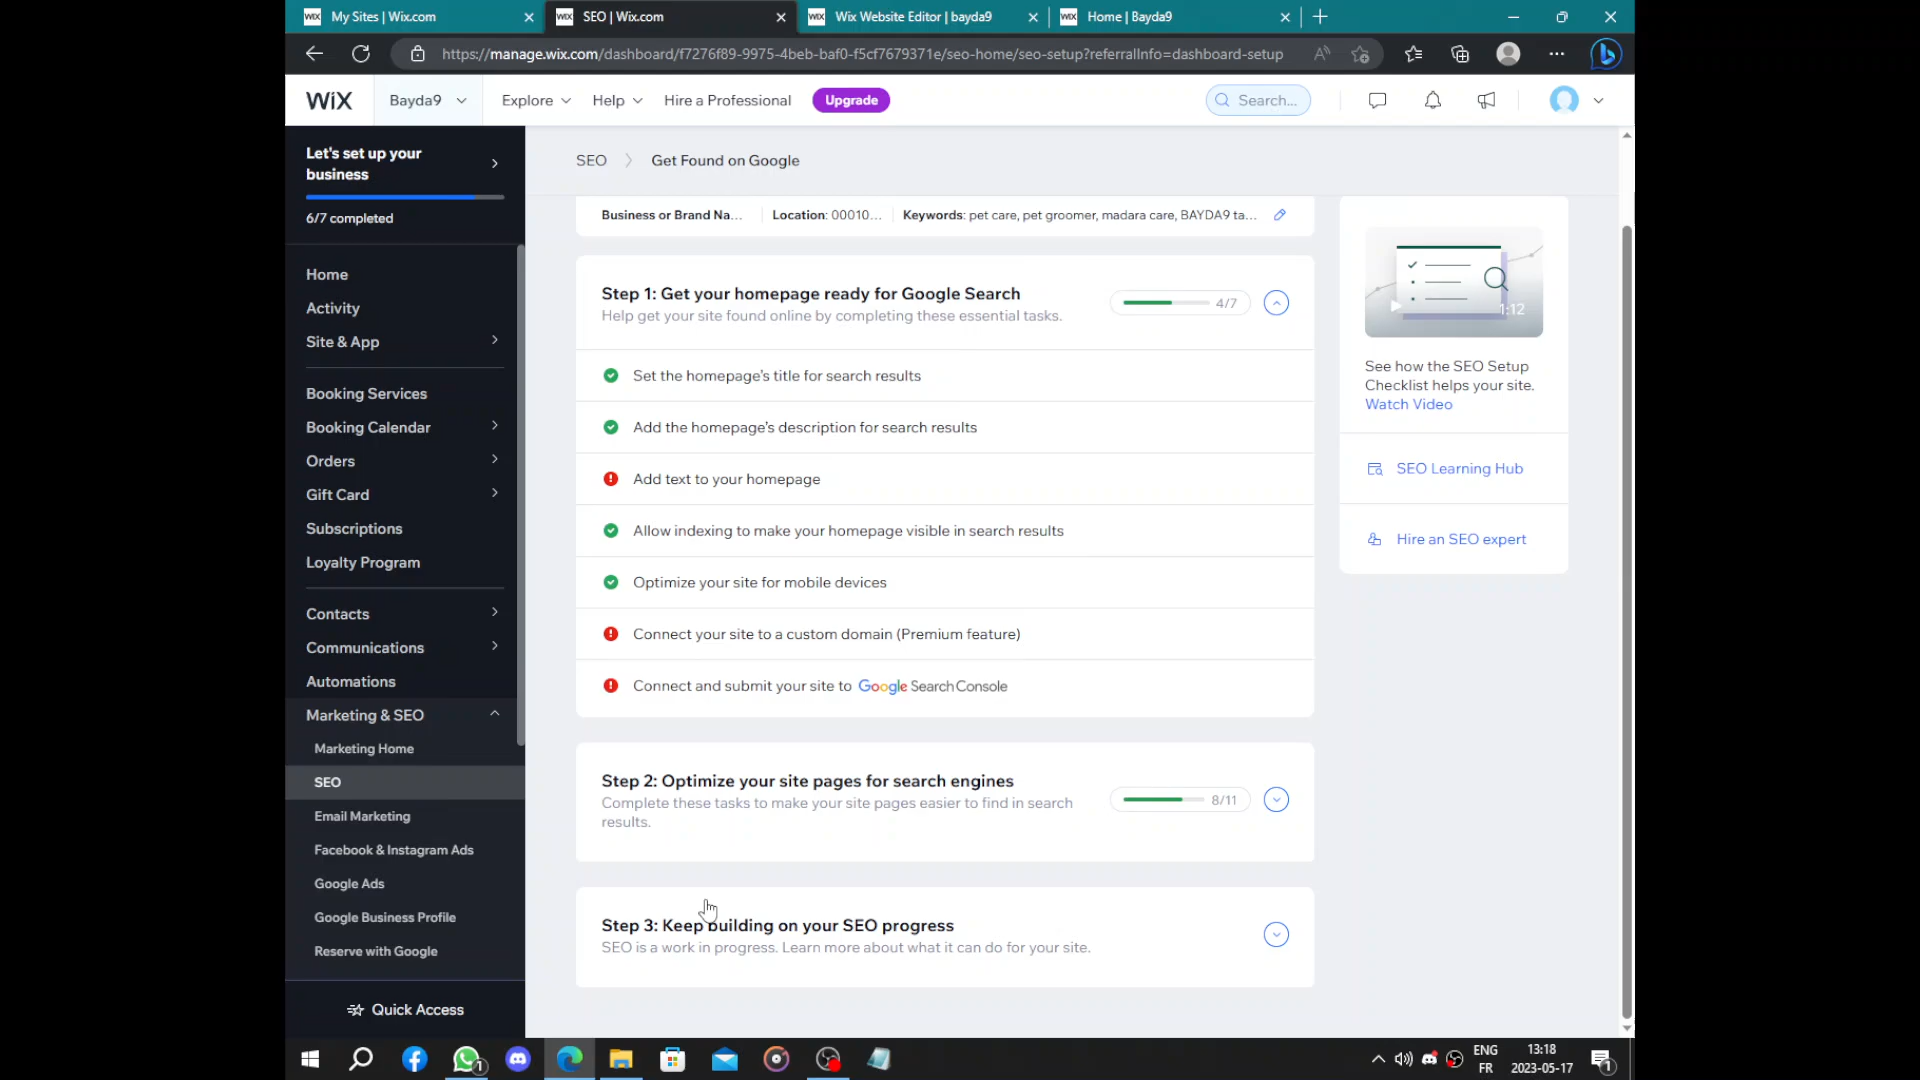 My Sites | Wix.com
SEO | Wix.com
Wix Website Editor | bayda9
Home | Bayda9
https://manage.wix.com/dashboard/f7276f89-9975-4beb-baf0-f5cf7679371e/seo-home/seo-setup?referralInfo=dashboard-setup
WiX
Bayda9
Explore
Help
Hire a Professional
Upgrade
Search...
Let's set up your
business
6/7 completed
Home
Activity
Site & App
Booking Services
Booking Calendar
Orders
Gift Card
Subscriptions
Loyalty Program
Contacts
Communications
Automations
Marketing & SEO
Marketing Home
SEO
Email Marketing
Facebook & Instagram Ads
Google Ads
Google Business Profile
Reserve with Google
Quick Access
SEO
Get Found on Google
Business or Brand Na...
Location: 00010...
Keywords: pet care, pet groomer, madara care, BAYDA9 ta...
Step 1: Get your homepage ready for Google Search
Help get your site found online by completing these essential tasks.
4/7
Set the homepage's title for search results
Add the homepage's description for search results
Add text to your homepage
Allow indexing to make your homepage visible in search results
Optimize your site for mobile devices
Connect your site to a custom domain (Premium feature)
Connect and submit your site to Google Search Console
Step 2: Optimize your site pages for search engines
Complete these tasks to make your site pages easier to find in search
results.
8/11
Step 3: Keep building on your SEO progress
SEO is a work in progress. Learn more about what it can do for your site.
1:12
See how the SEO Setup
Checklist helps your site.
Watch Video
SEO Learning Hub
Hire an SEO expert
1
ENG
FR
13:18
2023-05-17
1